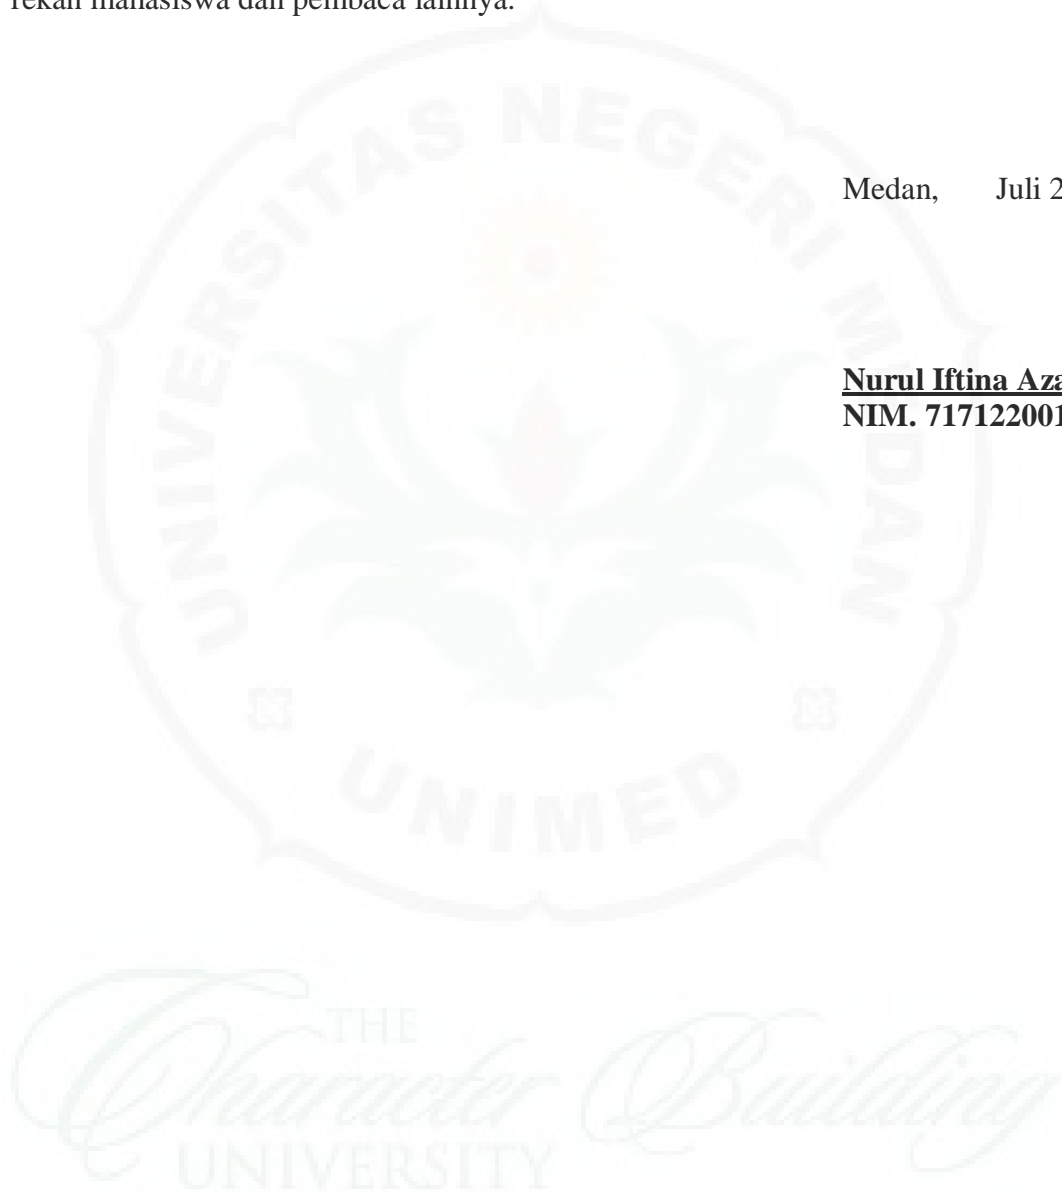 rekan mahasiswa dan pembaca lainnya.
Medan, Juli 2
Nurul Iftina Aza
NIM. 717122001
UNIVERSITAS NEGERI MEDAN
UNIMED
THE
Character Building
UNIVERSITY